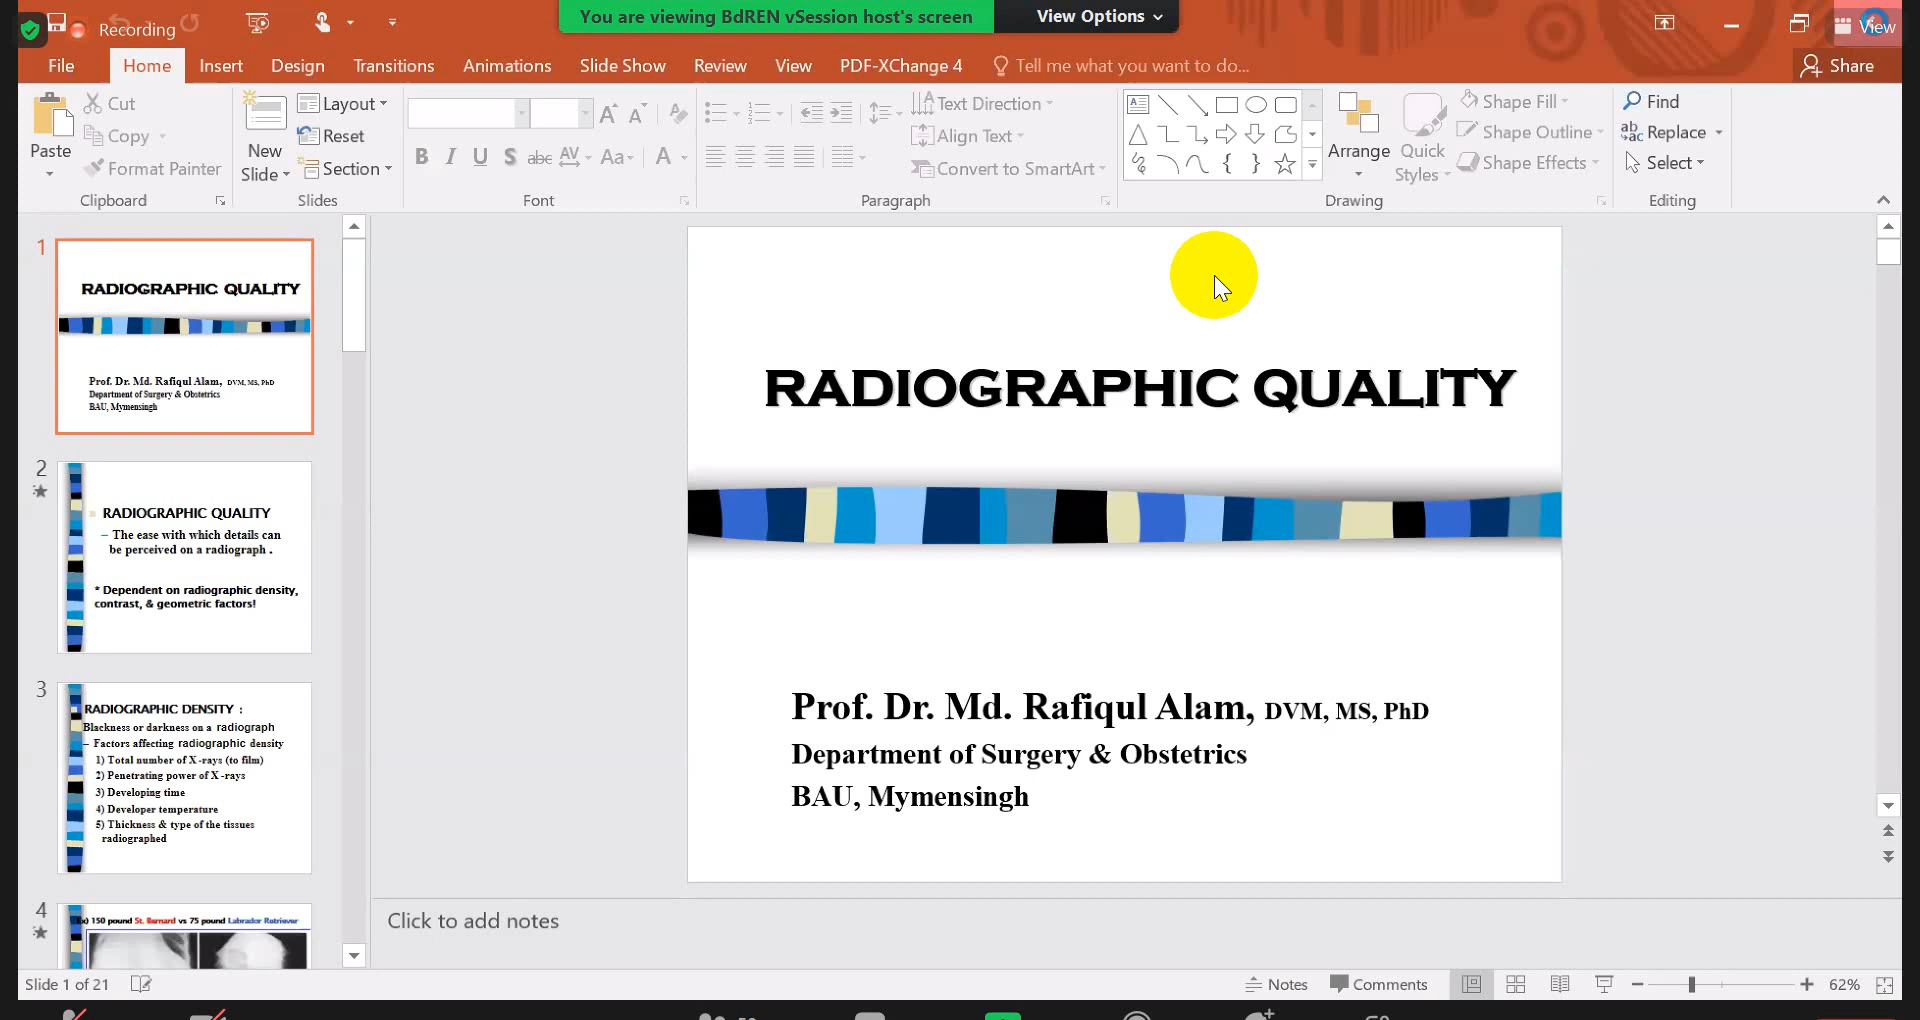 Recording
You are viewing BdREN vSession host's screen
View Options
View
File
Home
Insert
Design
Transitions
Animations
Slide Show
Review
View
PDF-XChange 4
Tell me what you want to do...
Share
Paste
Cut
Copy
Format Painter
Clipboard
New
Slide
Layout
Reset
Section
Slides
B I U S abc AV Aa A
Font
Text Direction
Align Text
Convert to SmartArt
Paragraph
Arrange
Quick
Styles
Shape Fill
Shape Outline
Shape Effects
Drawing
Find
Replace
Select
Editing
1
RADIOGRAPHIC QUALITY
Prof. Dr. Md. Rafiqul Alam, DVM, MS, PhD
Department of Surgery & Obstetrics
BAU, Mymensingh
2
RADIOGRAPHIC QUALITY
– The ease with which details can
be perceived on a radiograph .
* Dependent on radiographic density,
contrast, & geometric factors!
3
RADIOGRAPHIC DENSITY :
Blackness or darkness on a radiograph
– Factors affecting radiographic density
1) Total number of X-rays (to film)
2) Penetrating power of X-rays
3) Developing time
4) Developer temperature
5) Thickness & type of the tissues
radiographed
4
150 pound St. Bernard vs 75 pound Labrador Retriever
RADIOGRAPHIC QUALITY
Prof. Dr. Md. Rafiqul Alam, DVM, MS, PhD
Department of Surgery & Obstetrics
BAU, Mymensingh
Click to add notes
Slide 1 of 21
Notes
Comments
62%